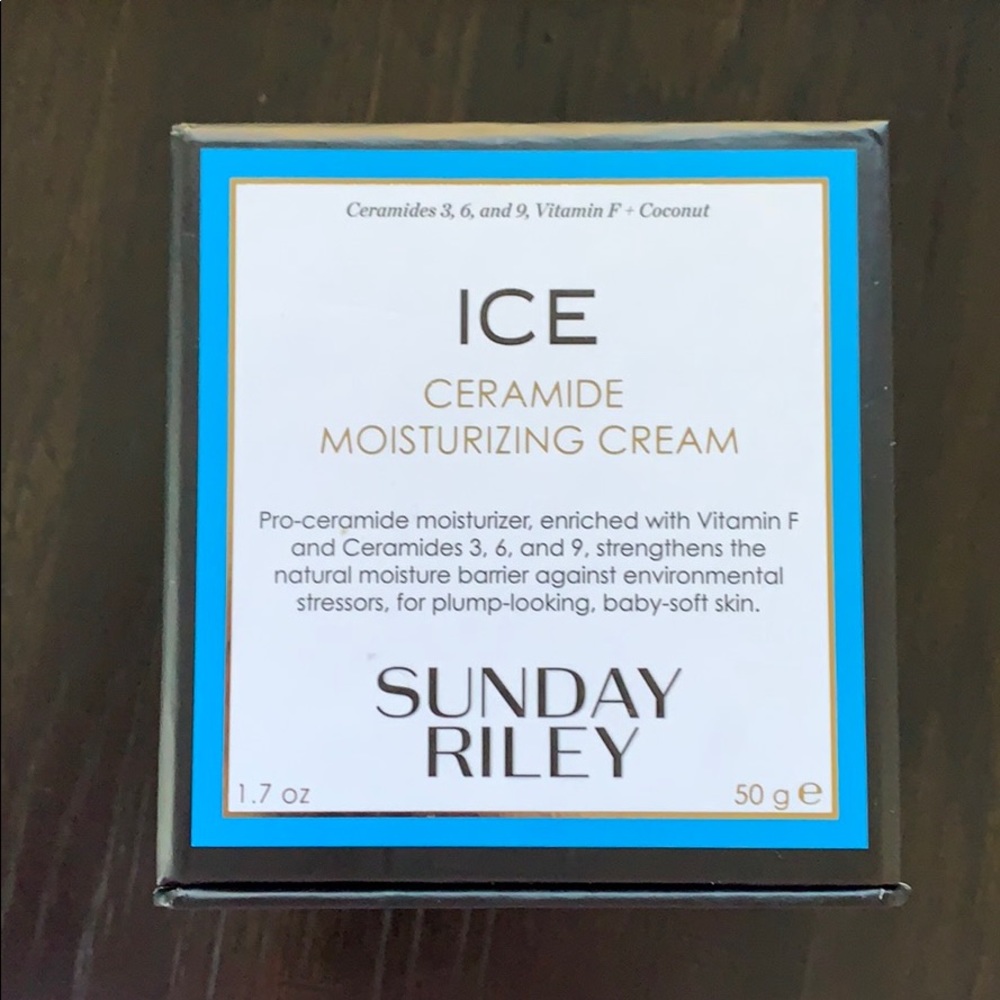 Ceramides 3, 6, and 9, Vitamin F + Coconut
ICE
CERAMIDE
MOISTURIZING CREAM
Pro-ceramide moisturizer, enriched with Vitamin F
and Ceramides 3, 6, and 9, strengthens the
natural moisture barrier against environmental
stressors, for plump-looking, baby-soft skin.
SUNDAY
RILEY
1.7 oz 50 g ℮